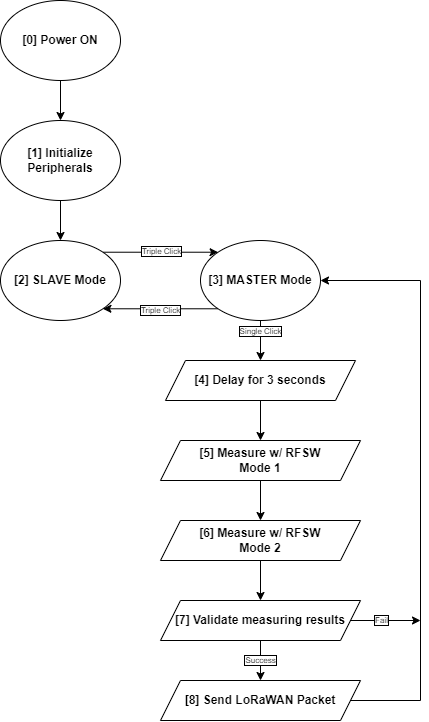 [0] Power ON
[1] Initialize
Peripherals
Triple Click
[2] SLAVE Mode
[3] MASTER Mode
Triple Click
Single Click
[4] Delay for 3 seconds
[5] Measure w/ RFSW
Mode 1
[6] Measure w/ RFSW
Mode 2
[7] Validate measuring results
Fail
Success
[8] Send LoRaWAN Packet